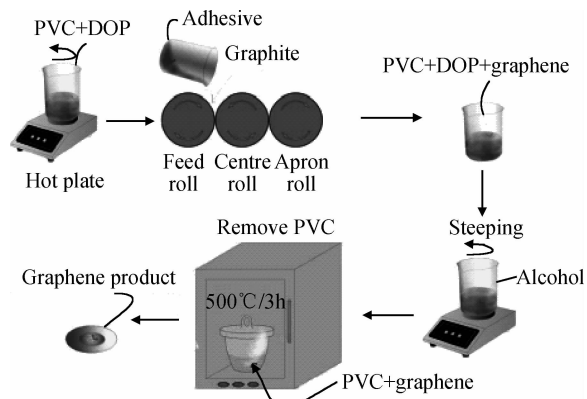 PVC+DOP
Hot plate
Adhesive
Graphite
Feed Centre Apron
roll roll roll
PVC+DOP+graphene
Steeping
Alcohol
Remove PVC
500℃/3h
PVC+graphene
Graphene product